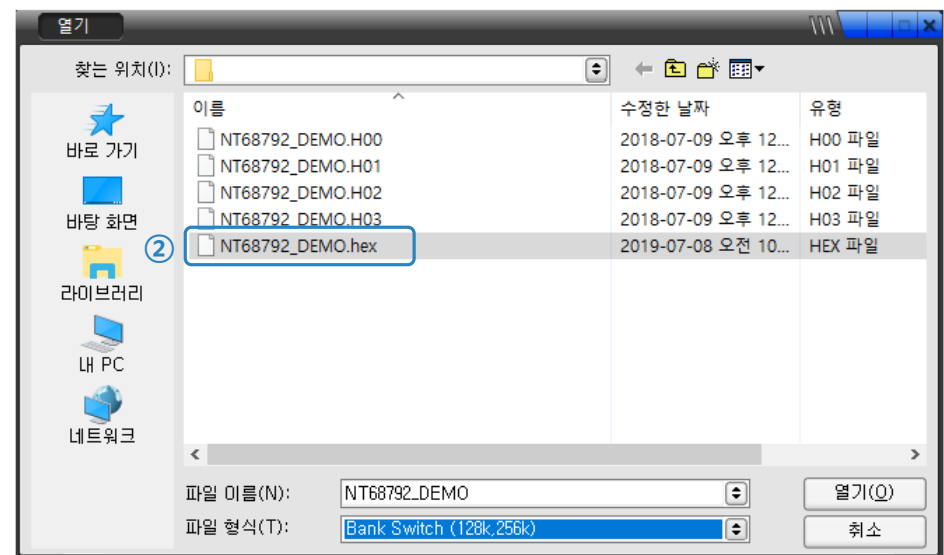 열기
찾는 위치(I):
이름 수정한 날짜 유형
NT68792_DEMO.H00 2018-07-09 오후 12... H00 파일
NT68792_DEMO.H01 2018-07-09 오후 12... H01 파일
NT68792_DEMO.H02 2018-07-09 오후 12... H02 파일
NT68792_DEMO.H03 2018-07-09 오후 12... H03 파일
② NT68792_DEMO.hex 2019-07-08 오전 10... HEX 파일
바로 가기
바탕 화면
라이브러리
내 PC
네트워크
파일 이름(N): NT68792_DEMO 열기(O)
파일 형식(T): Bank Switch (128k,256k) 취소